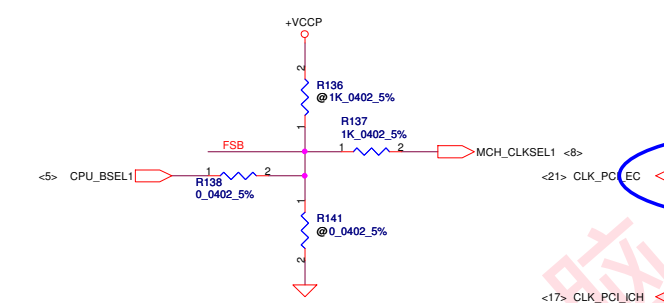 +VCCP
2
R136
@1K_0402_5%
1
R137
1K_0402_5%
FSB
1
2
MCH_CLKSEL1 <8>
<5> CPU_BSEL1
1
2
<21> CLK_PCI_EC
R138
0_0402_5%
1
R141
@0_0402_5%
2
脑
<17> CLK_PCI_ICH